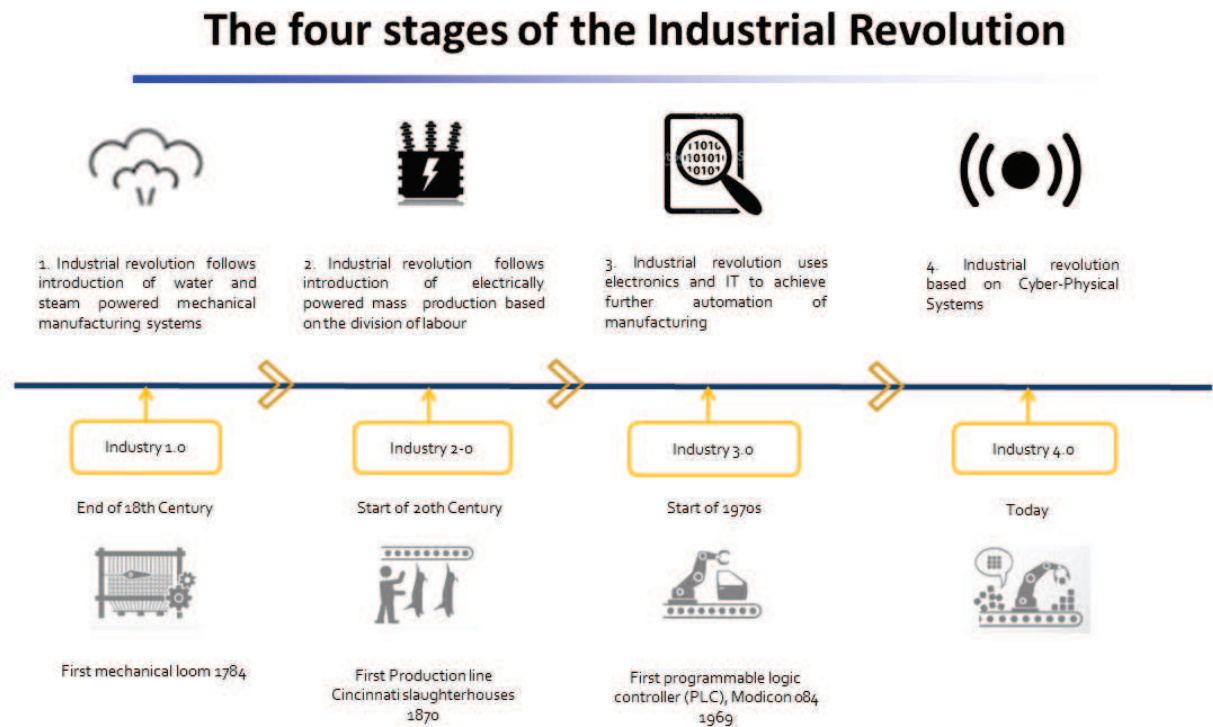 The four stages of the Industrial Revolution
11010
010101
10101
1. Industrial revolution follows
introduction of water and
steam powered mechanical
manufacturing systems
2. Industrial revolution follows
introduction of electrically
powered mass production based
on the division of labour
3. Industrial revolution uses
electronics and IT to achieve
further automation of
manufacturing
4. Industrial revolution
based on Cyber-Physical
Systems
Industry 1.0
Industry 2-0
Industry 3.0
Industry 4.0
End of 18th Century
Start of 20th Century
Start of 1970s
Today
First mechanical loom 1784
First Production line
Cincinnati slaughterhouses
1870
First programmable logic
controller (PLC), Modicon 084
1969